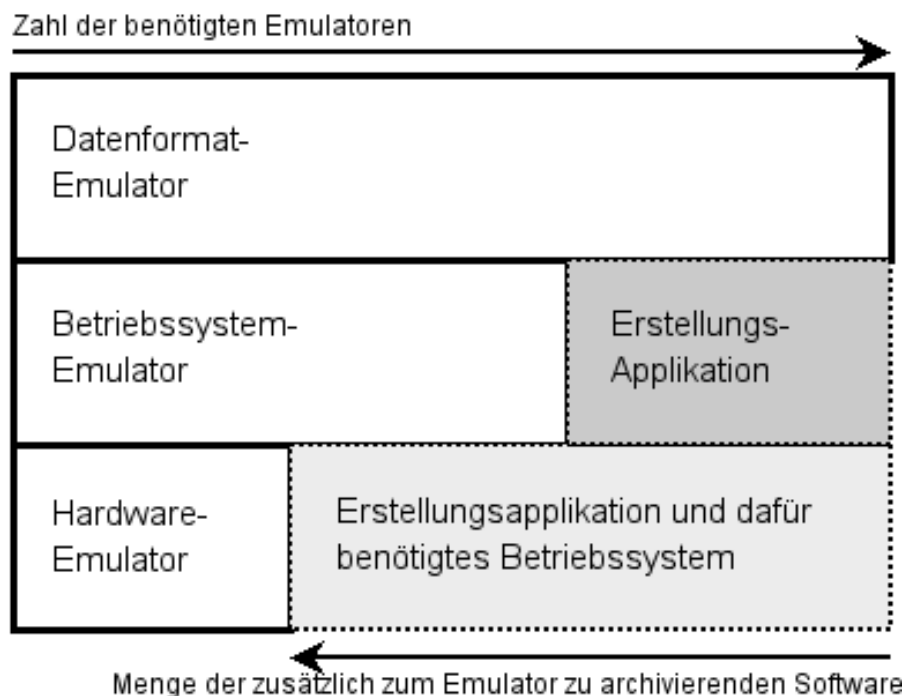 Zahl der benötigten Emulatoren
Datenformat-
Emulator
Betriebssystem-
Emulator
Erstellungs-
Applikation
Hardware-
Emulator
Erstellungsapplikation und dafür
benötigtes Betriebssystem
Menge der zusätzlich zum Emulator zu archivierenden Software